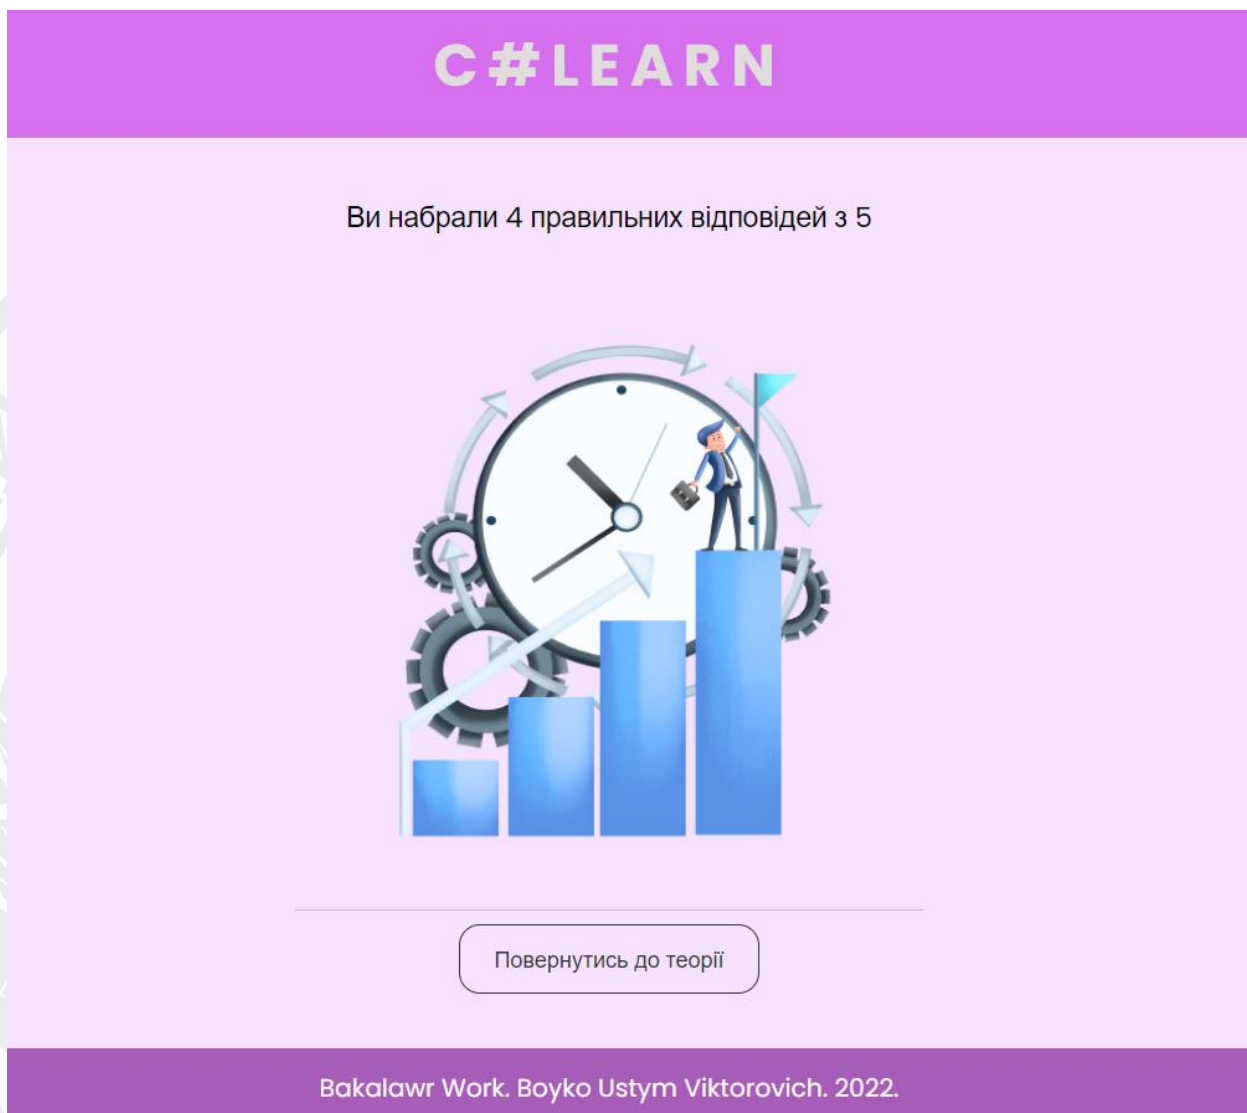 C#LEARN
Ви набрали 4 правильних відповідей з 5
Повернутись до теорії
Bakalawr Work. Boyko Ustym Viktorovich. 2022.